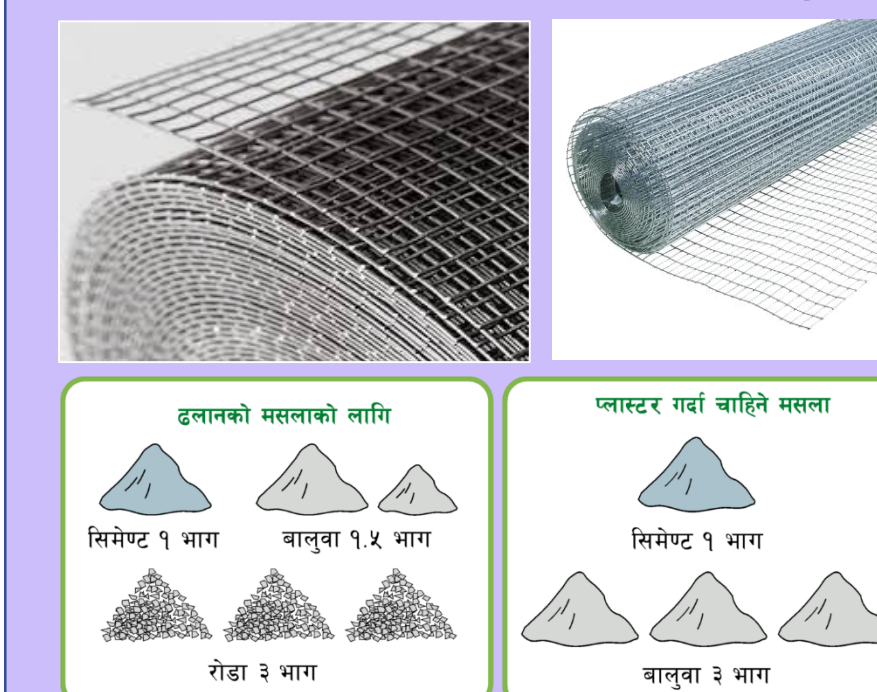 ढलानको मसलाको लागि
सिमेण्ट १ भाग
बालुवा १.५ भाग
रोडा ३ भाग
प्लास्टर गर्दा चाहिने मसला
सिमेण्ट १ भाग
बालुवा ३ भाग